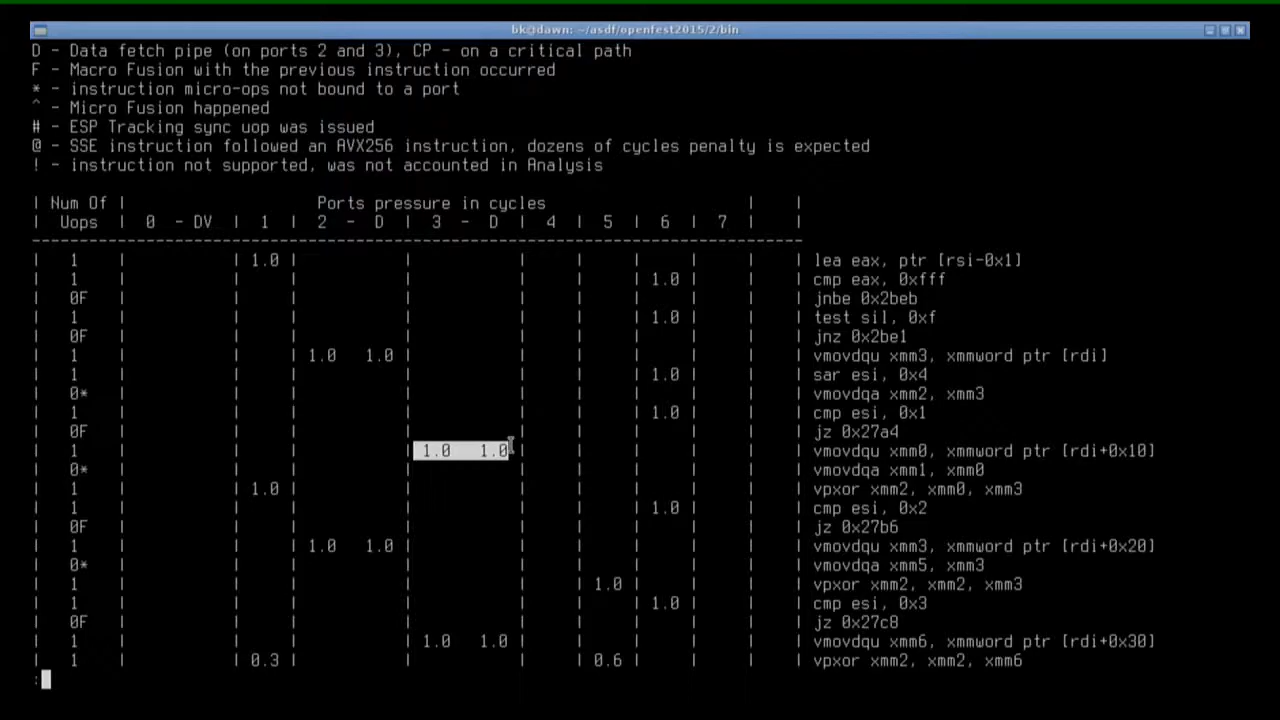 bk@dawn: ~/asdf/openfest2015/2/bin
D - Data fetch pipe (on ports 2 and 3), CP - on a critical path
F - Macro Fusion with the previous instruction occurred
* - instruction micro-ops not bound to a port
^ - Micro Fusion happened
# - ESP Tracking sync uop was issued
@ - SSE instruction followed an AVX256 instruction, dozens of cycles penalty is expected
! - instruction not supported, was not accounted in Analysis
| Num Of | Ports pressure in cycles | |
| Uops | 0 - DV | 1 | 2 - D | 3 - D | 4 | 5 | 6 | 7 | |
---------------------------------------------------------------------------------
| 1 | | 1.0 | | | | | | | | lea eax, ptr [rsi-0x1]
| 1 | | | | | | | 1.0 | | | cmp eax, 0xfff
| 0F | | | | | | | | | | jnbe 0x2beb
| 1 | | | | | | | 1.0 | | | test sil, 0xf
| 0F | | | | | | | | | | jnz 0x2be1
| 1 | | | 1.0 1.0 | | | | | | | vmovdqu xmm3, xmmword ptr [rdi]
| 1 | | | | | | | 1.0 | | | sar esi, 0x4
| 0* | | | | | | | | | | vmovdqa xmm2, xmm3
| 1 | | | | | | | 1.0 | | | cmp esi, 0x1
| 0F | | | | | | | | | | jz 0x27a4
| 1 | | | | 1.0 1.0 | | | | | | vmovdqu xmm0, xmmword ptr [rdi+0x10]
| 0* | | | | | | | | | | vmovdqa xmm1, xmm0
| 1 | | 1.0 | | | | | | | | vpxor xmm2, xmm0, xmm3
| 1 | | | | | | | 1.0 | | | cmp esi, 0x2
| 0F | | | | | | | | | | jz 0x27b6
| 1 | | | 1.0 1.0 | | | | | | | vmovdqu xmm3, xmmword ptr [rdi+0x20]
| 0* | | | | | | | | | | vmovdqa xmm5, xmm3
| 1 | | | | | | 1.0 | | | | vpxor xmm2, xmm2, xmm3
| 1 | | | | | | | 1.0 | | | cmp esi, 0x3
| 0F | | | | | | | | | | jz 0x27c8
| 1 | | | | 1.0 1.0 | | | | | | vmovdqu xmm6, xmmword ptr [rdi+0x30]
| 1 | | 0.3 | | | | 0.6 | | | | vpxor xmm2, xmm2, xmm6
: